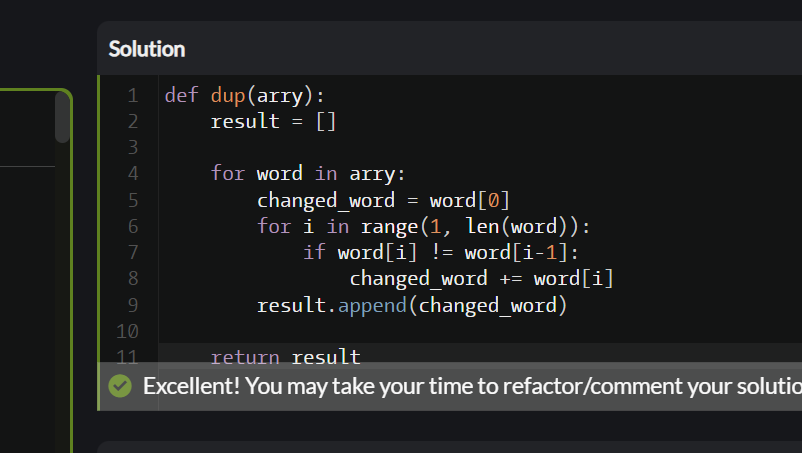 Solution
1 def dup(arry):
2     result = []
3
4     for word in arry:
5         changed_word = word[0]
6         for i in range(1, len(word)):
7             if word[i] != word[i-1]:
8                 changed_word += word[i]
9         result.append(changed_word)
10
11     return result
Excellent! You may take your time to refactor/comment your solutio